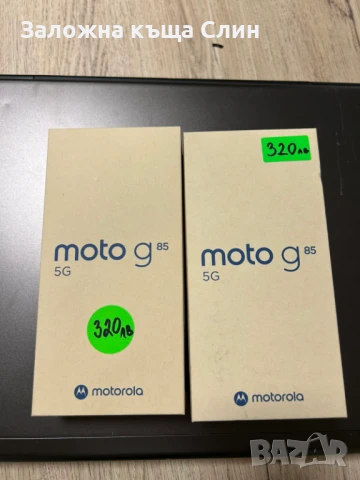 Заложна къща Слин
moto g 85
5G
320лв
motorola
320лв
moto g 85
5G
motorola
BAZAR